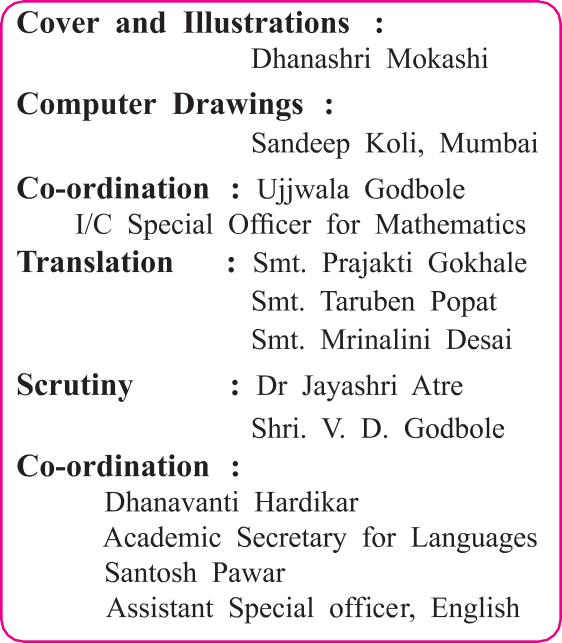 Cover and Illustrations :
Dhanashri Mokashi
Computer Drawings :
Sandeep Koli, Mumbai
Co-ordination : Ujjwala Godbole
I/C Special Officer for Mathematics
Translation : Smt. Prajakti Gokhale
Smt. Taruben Popat
Smt. Mrinalini Desai
Scrutiny : Dr Jayashri Atre
Shri. V. D. Godbole
Co-ordination :
Dhanavanti Hardikar
Academic Secretary for Languages
Santosh Pawar
Assistant Special officer, English